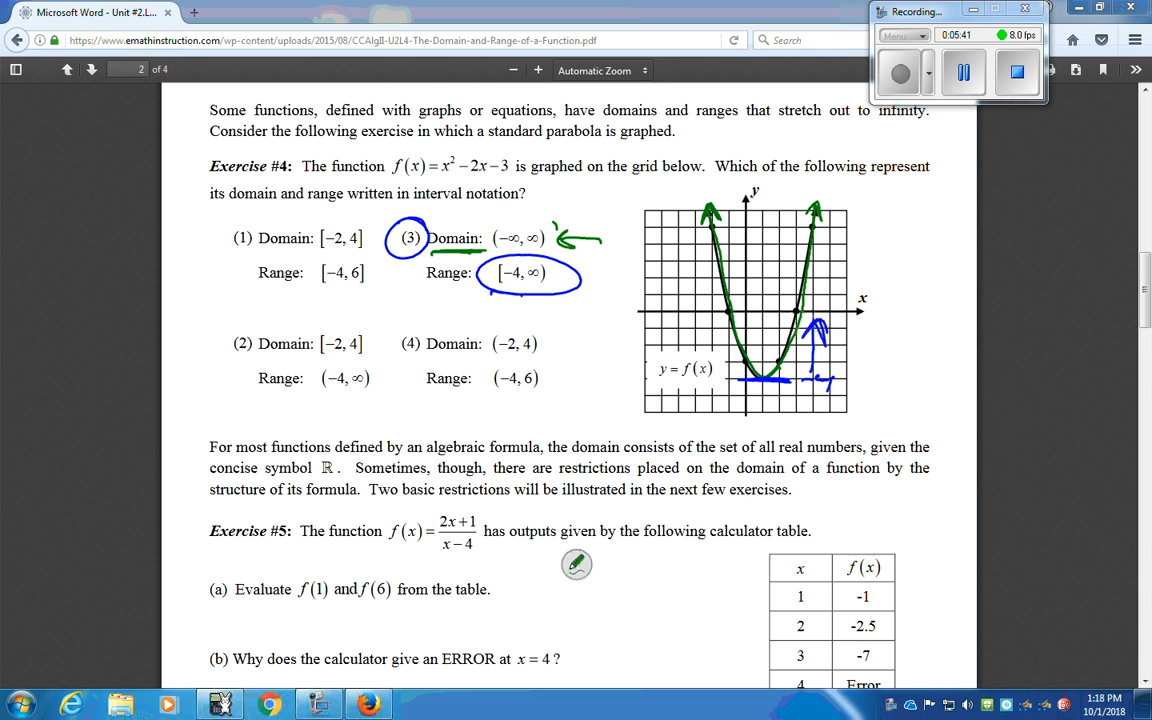 Microsoft Word - Unit #2.L...
Recording...
Menu
0:05:41
8.0 fps
https://www.emathinstruction.com/wp-content/uploads/2015/08/CCAlgII-U2L4-The-Domain-and-Range-of-a-Function.pdf
Search
2 of 4
Automatic Zoom
Some functions, defined with graphs or equations, have domains and ranges that stretch out to infinity.
Consider the following exercise in which a standard parabola is graphed.
Exercise #4: The function f(x)=x²−2x−3 is graphed on the grid below. Which of the following represent
its domain and range written in interval notation?
y
(1) Domain: [−2, 4] (3) Domain: (−∞, ∞)
Range: [−4, 6] Range: [−4, ∞)
x
(2) Domain: [−2, 4] (4) Domain: (−2, 4)
y = f(x)
Range: (−4, ∞) Range: (−4, 6)
-4
For most functions defined by an algebraic formula, the domain consists of the set of all real numbers, given the
concise symbol ℝ. Sometimes, though, there are restrictions placed on the domain of a function by the
structure of its formula. Two basic restrictions will be illustrated in the next few exercises.
Exercise #5: The function f(x)=(2x+1)/(x−4) has outputs given by the following calculator table.
x f(x)
(a) Evaluate f(1) and f(6) from the table.
1 -1
2 -2.5
3 -7
(b) Why does the calculator give an ERROR at x = 4?
4 Error
1:18 PM
10/1/2018